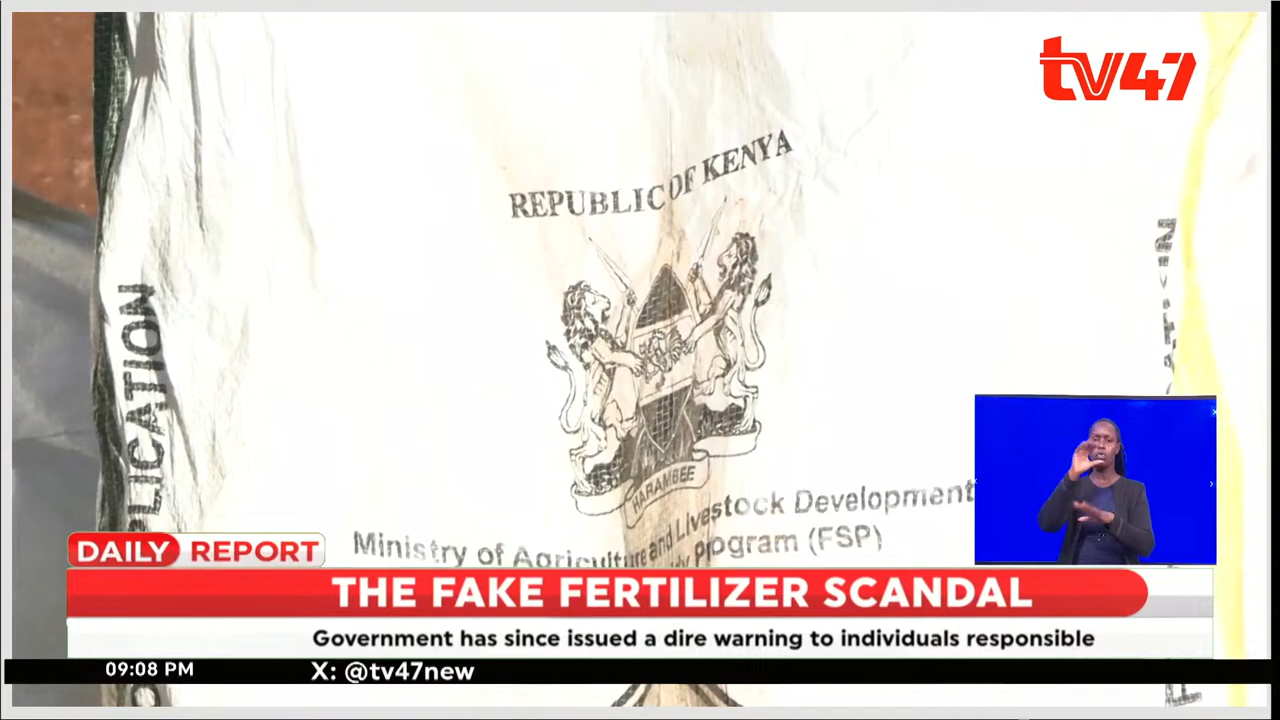 tv47
REPUBLIC OF KENYA
HARAMBEE
Ministry of Agriculture and Livestock Development
Program (FSP)
LICATION
DAILY REPORT
THE FAKE FERTILIZER SCANDAL
Government has since issued a dire warning to individuals responsible
09:08 PM
X: @tv47new